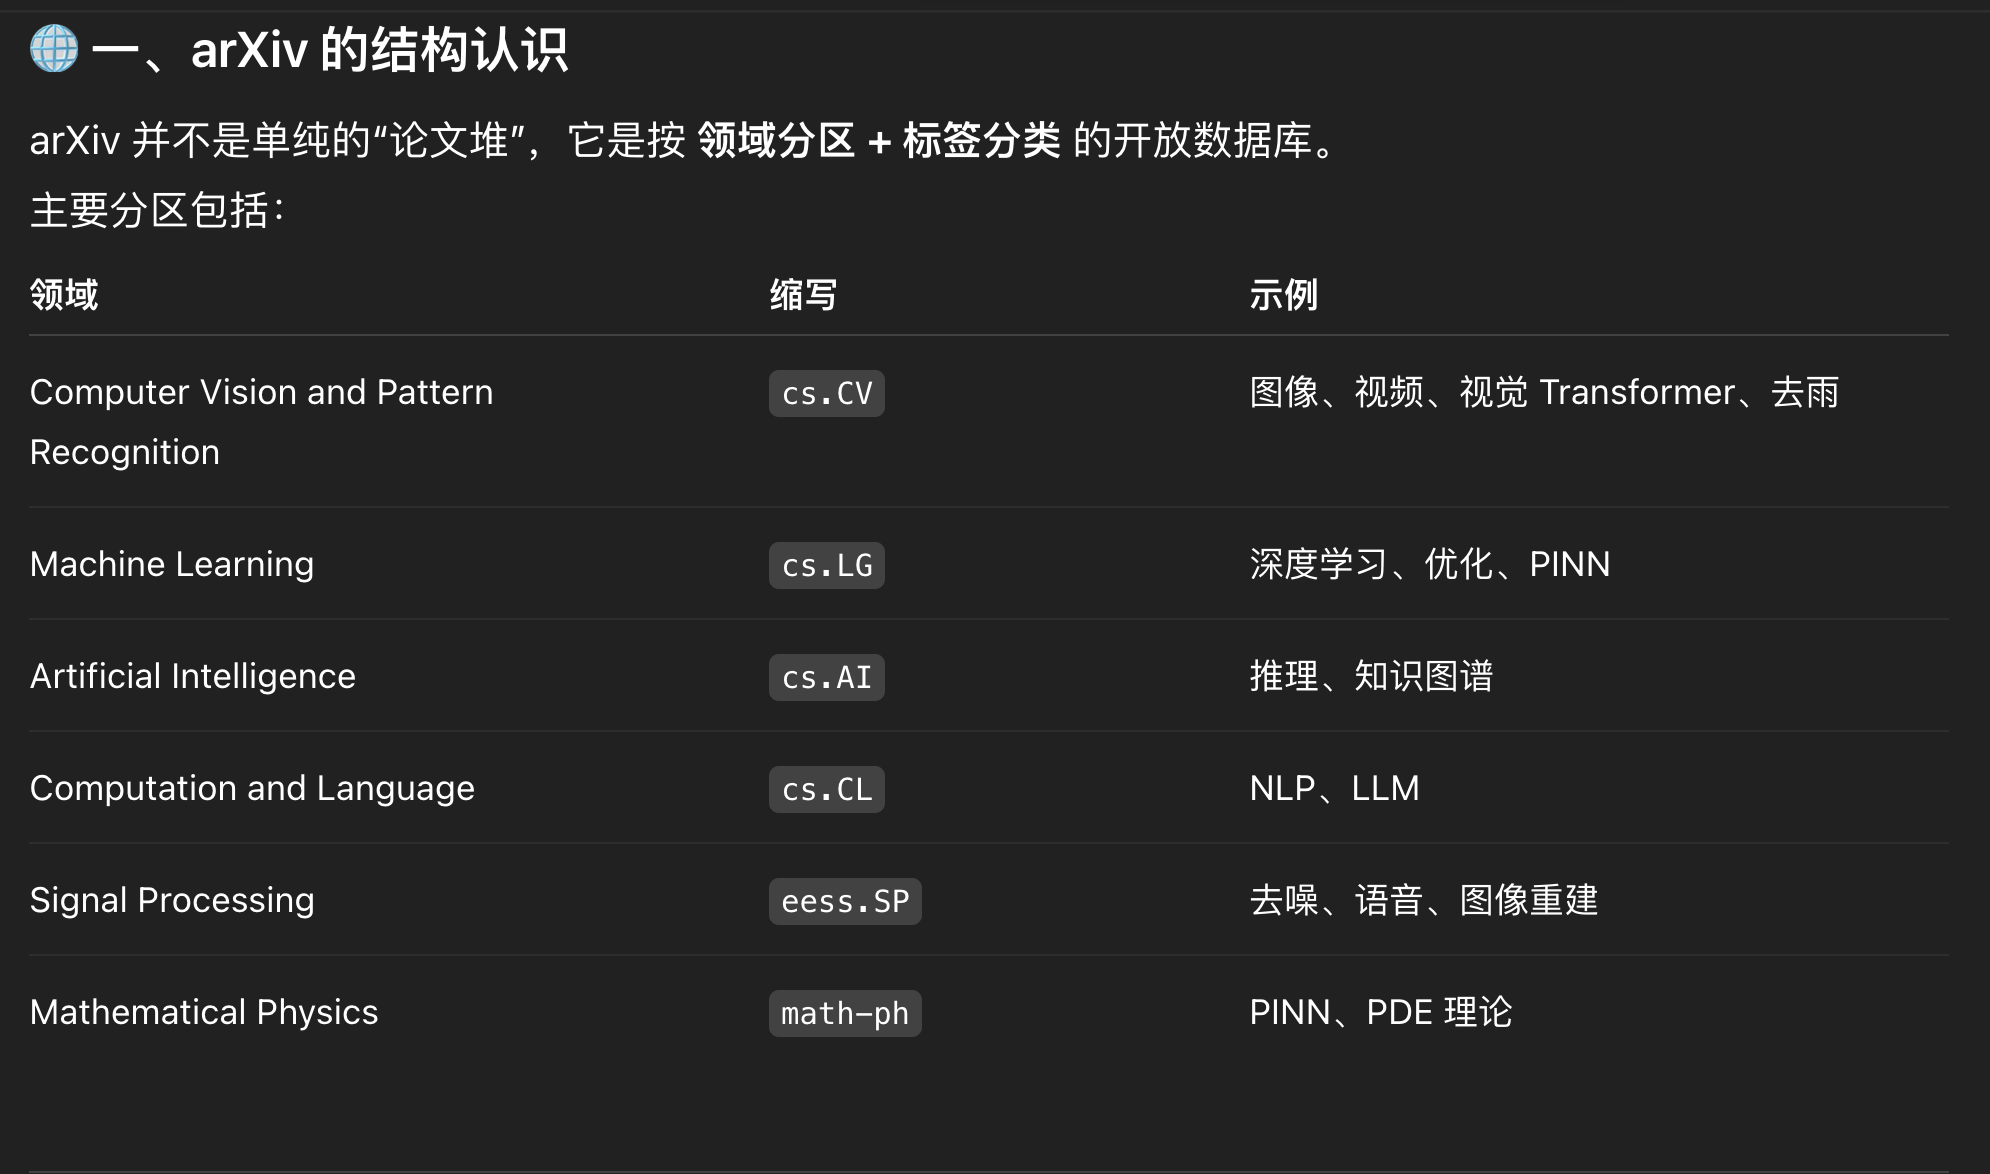 🌐 一、arXiv 的结构认识
arXiv 并不是单纯的“论文堆”，它是按 领域分区 + 标签分类 的开放数据库。
主要分区包括：
领域 缩写 示例
Computer Vision and Pattern cs.CV 图像、视频、视觉 Transformer、去雨
Recognition
Machine Learning cs.LG 深度学习、优化、PINN
Artificial Intelligence cs.AI 推理、知识图谱
Computation and Language cs.CL NLP、LLM
Signal Processing eess.SP 去噪、语音、图像重建
Mathematical Physics math-ph PINN、PDE 理论